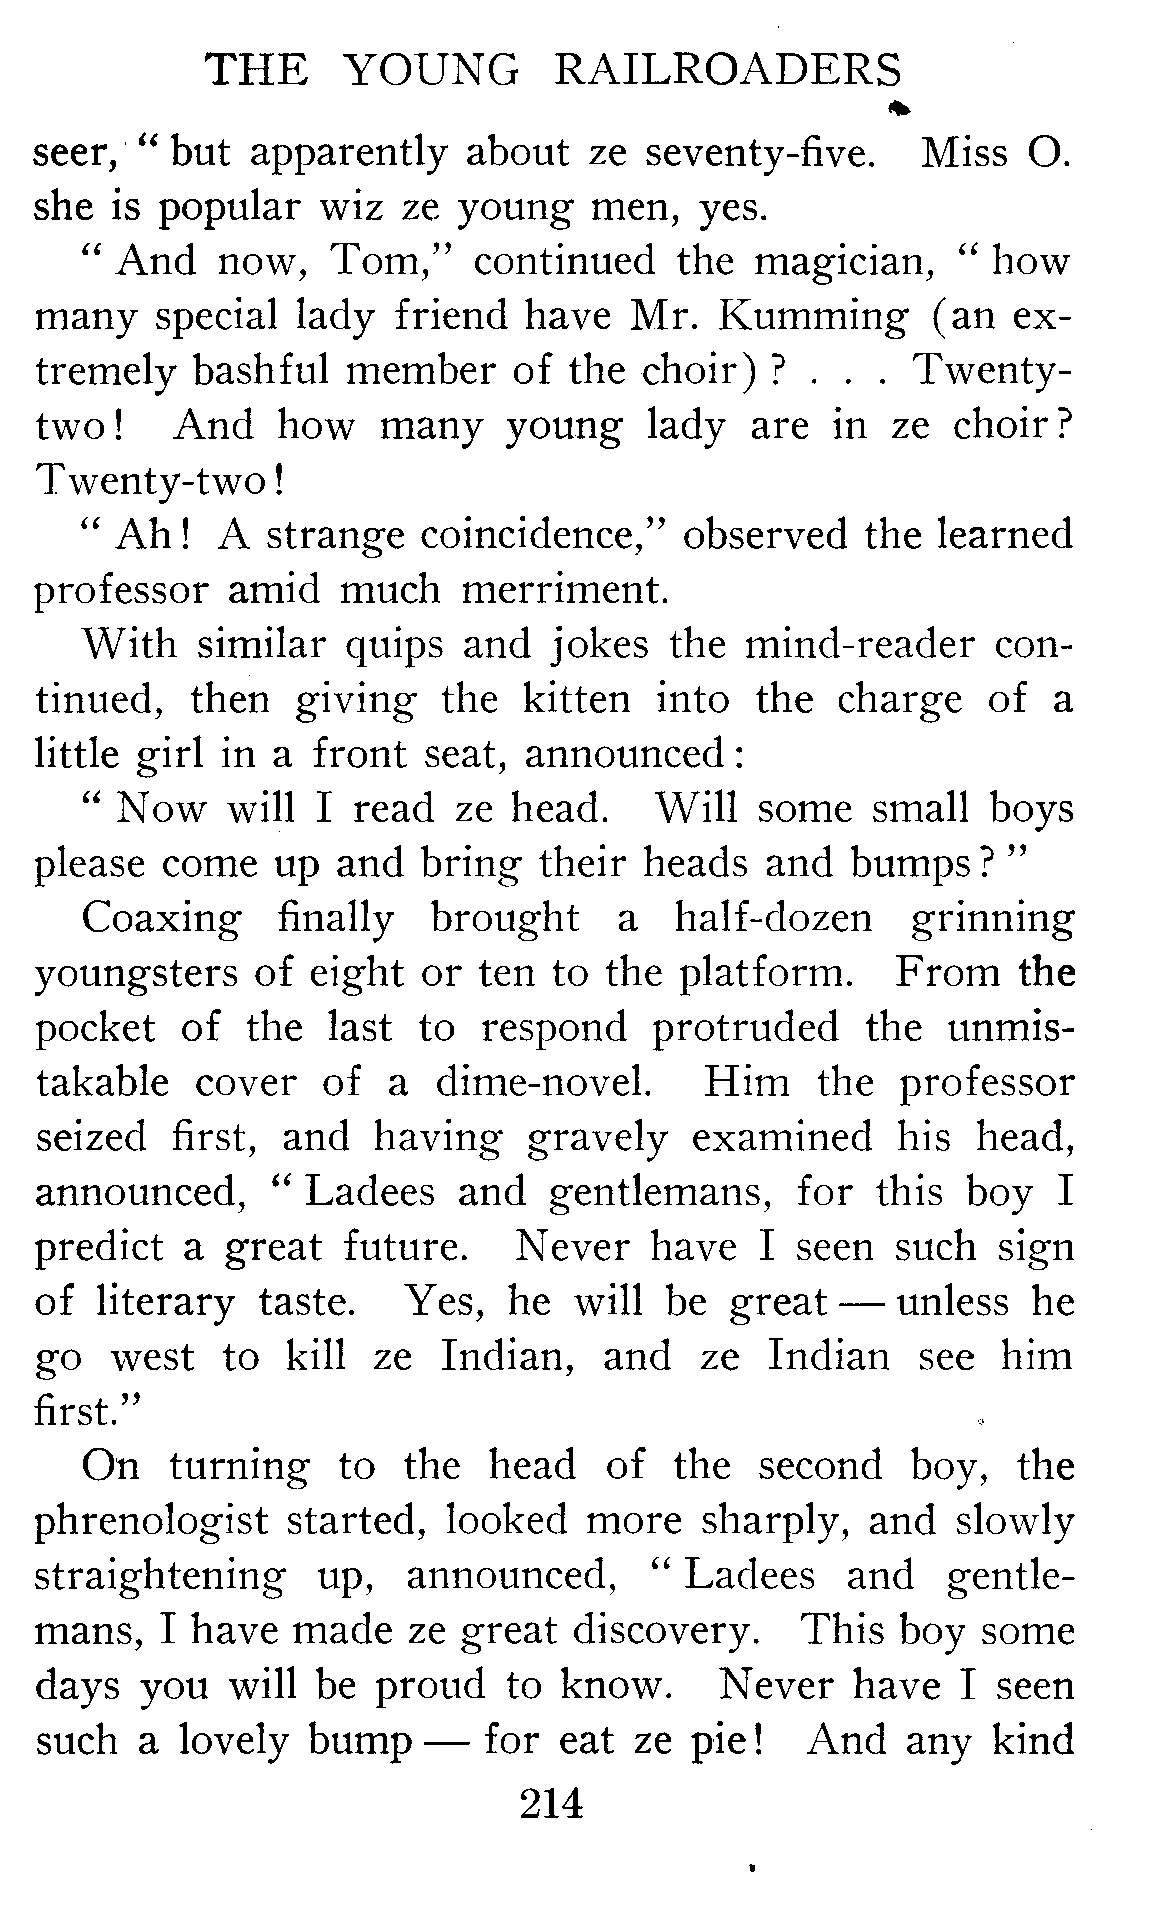 THE YOUNG RAILROADERS
seer, “ but apparently about ze seventy-five. Miss O.
she is popular wiz ze young men, yes.
“ And now, Tom,” continued the magician, “ how
many special lady friend have Mr. Kumming (an ex-
tremely bashful member of the choir) ? . . . Twenty-
two! And how many young lady are in ze choir?
Twenty-two!
“ Ah! A strange coincidence,” observed the learned
professor amid much merriment.
With similar quips and jokes the mind-reader con-
tinued, then giving the kitten into the charge of a
little girl in a front seat, announced:
“ Now will I read ze head. Will some small boys
please come up and bring their heads and bumps? ”
Coaxing finally brought a half-dozen grinning
youngsters of eight or ten to the platform. From the
pocket of the last to respond protruded the unmis-
takable cover of a dime-novel. Him the professor
seized first, and having gravely examined his head,
announced, “ Ladees and gentlemans, for this boy I
predict a great future. Never have I seen such sign
of literary taste. Yes, he will be great — unless he
go west to kill ze Indian, and ze Indian see him
first.”
On turning to the head of the second boy, the
phrenologist started, looked more sharply, and slowly
straightening up, announced, “ Ladees and gentle-
mans, I have made ze great discovery. This boy some
days you will be proud to know. Never have I seen
such a lovely bump — for eat ze pie! And any kind
214